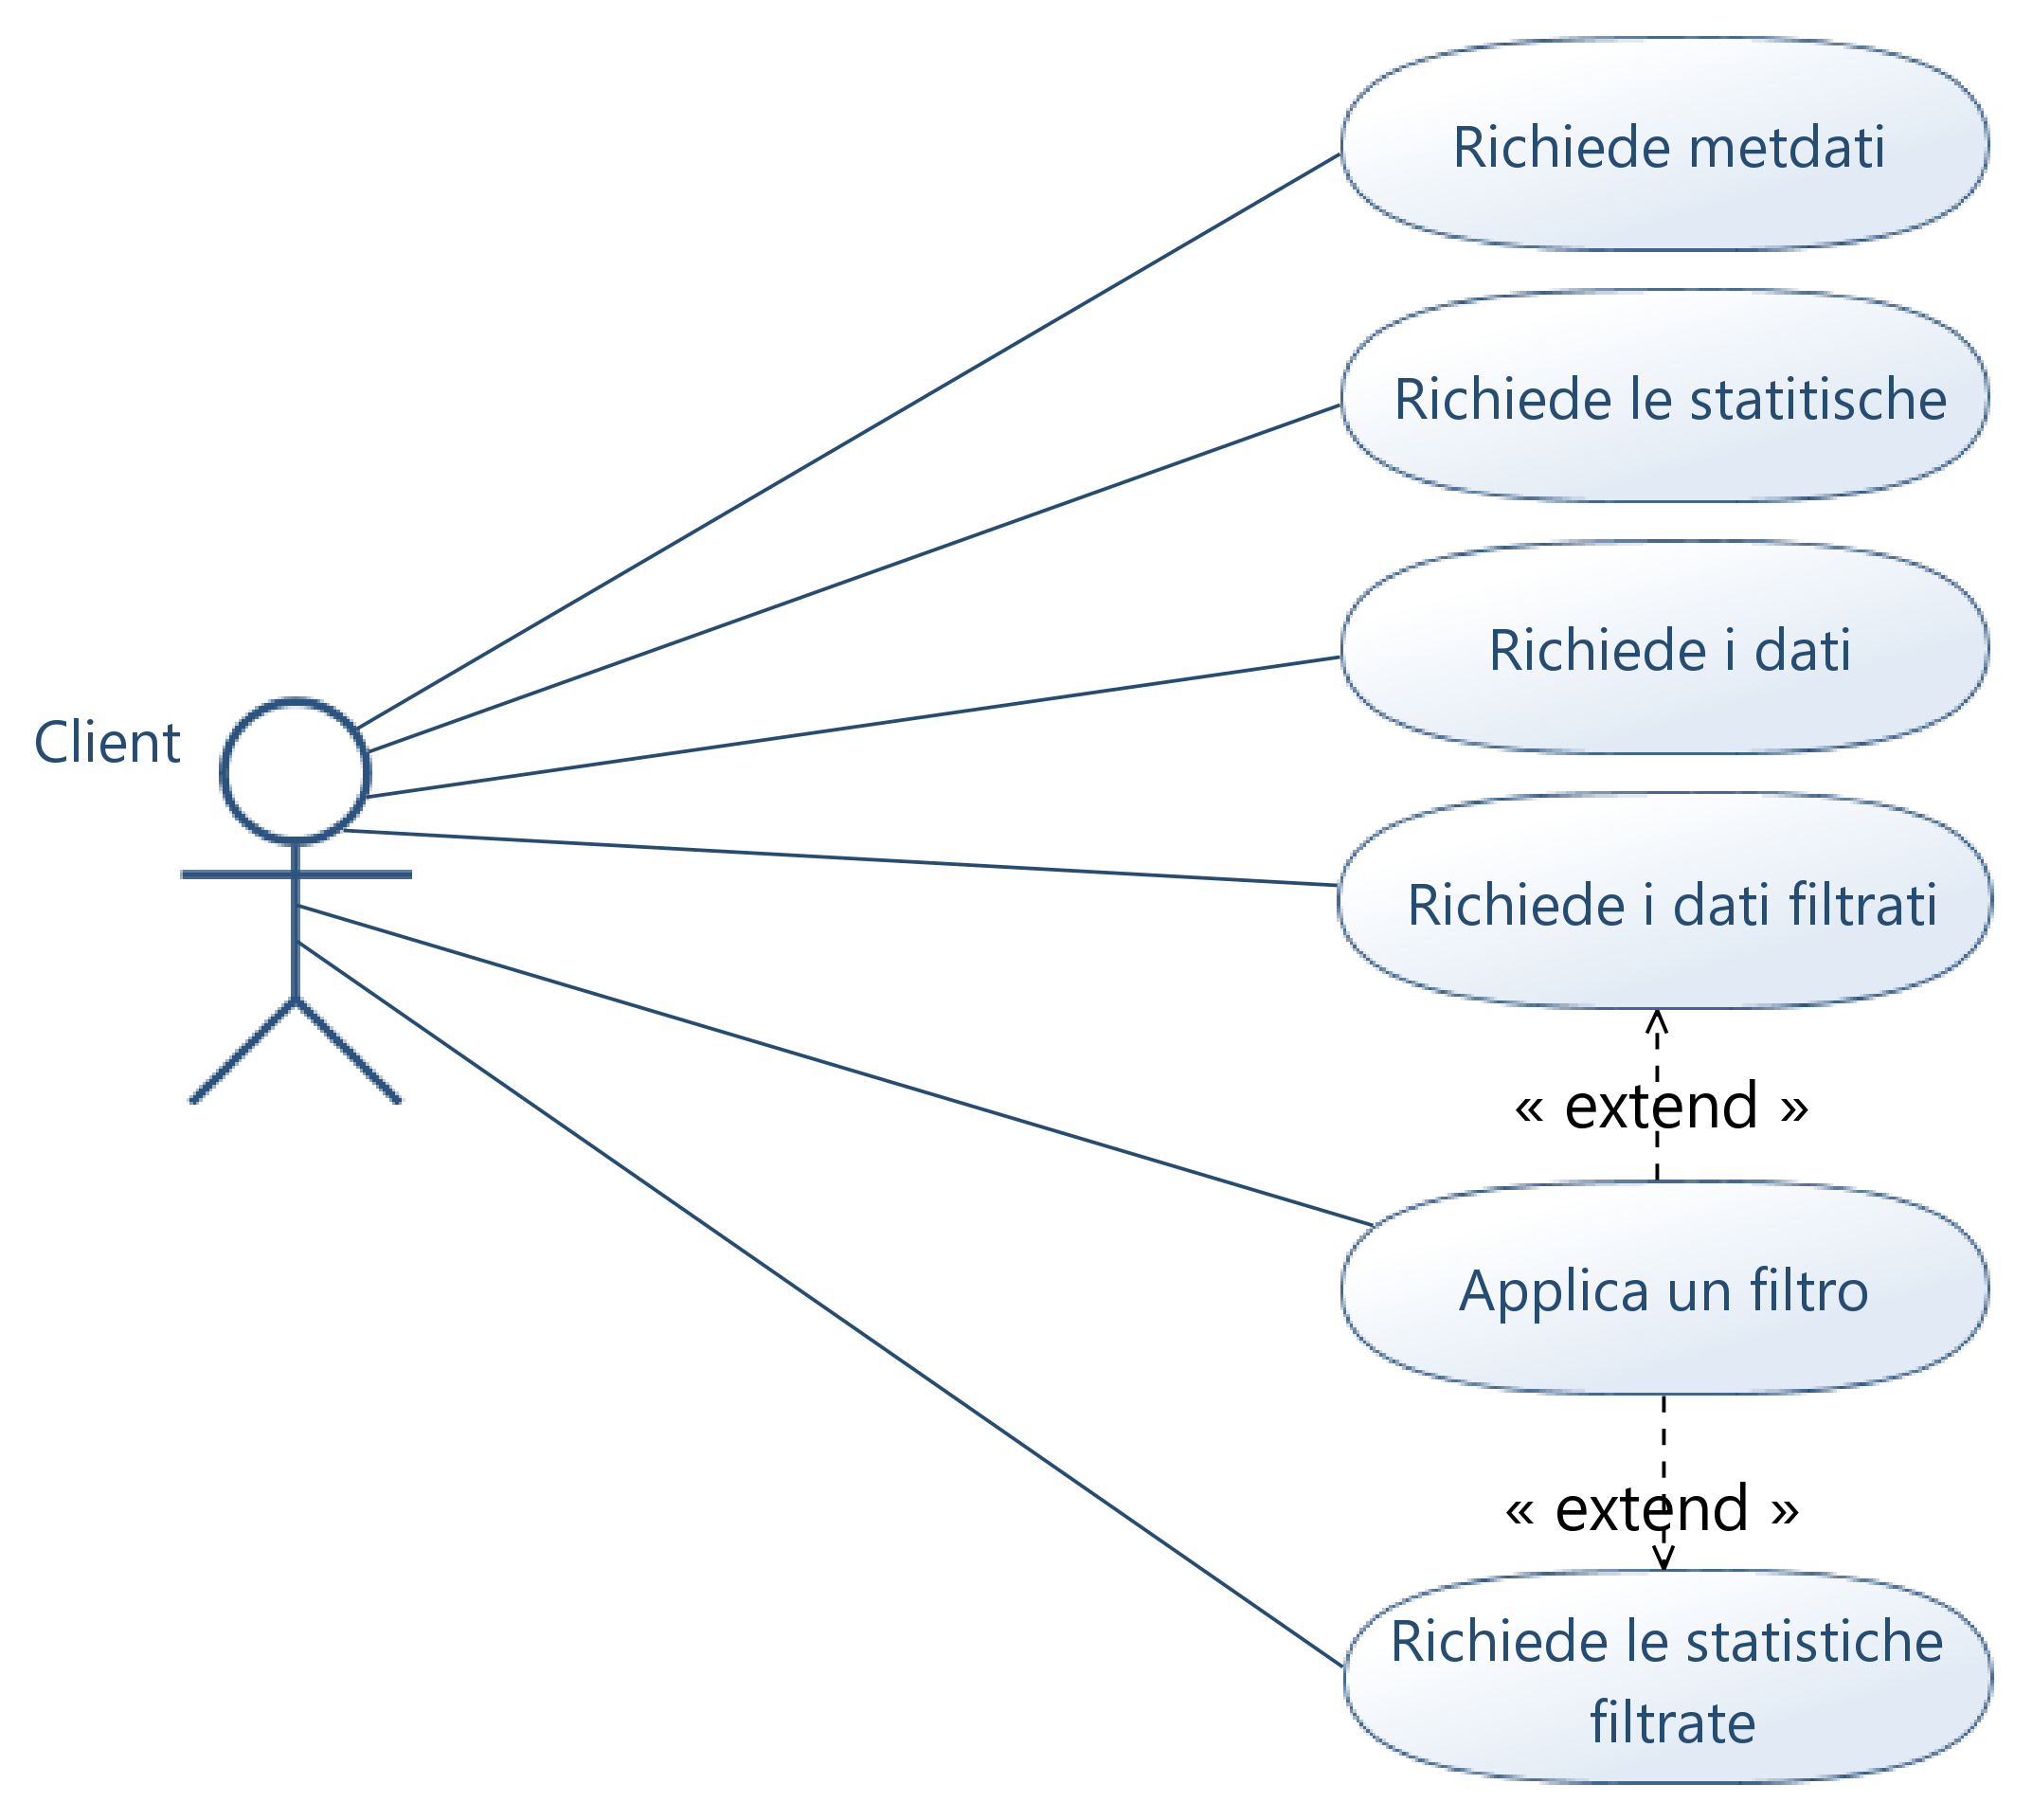 Richiede metdati
Richiede le statitische
Richiede i dati
Client
Richiede i dati filtrati
« extend »
Applica un filtro
« extend »
Richiede le statistiche
filtrate